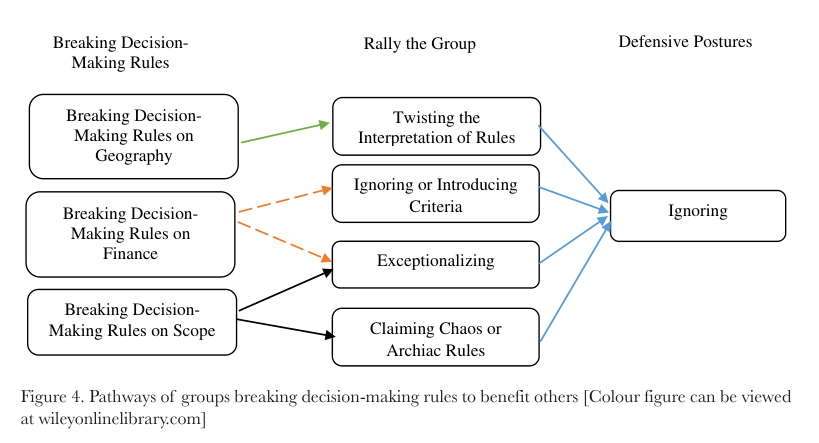 Breaking Decision-
Making Rules
Rally the Group
Defensive Postures
Breaking Decision-
Making Rules on
Geography
Breaking Decision-
Making Rules on
Finance
Breaking Decision-
Making Rules on Scope
Twisting the
Interpretation of Rules
Ignoring or Introducing
Criteria
Exceptionalizing
Claiming Chaos or
Archiac Rules
Ignoring
Figure 4. Pathways of groups breaking decision-making rules to benefit others [Colour figure can be viewed
at wileyonlinelibrary.com]